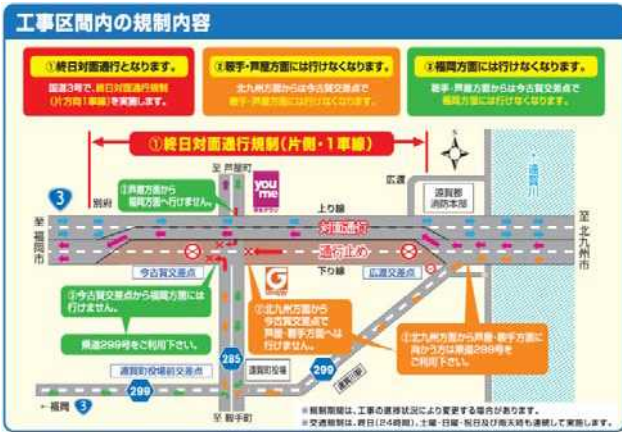 工事区間内の規制内容
①終日対面通行となります。
国道3号で、終日対面通行規制
(片方向1車線)を実施します。
②鞍手・芦屋方面には行けなくなります。
北九州方面からは今古賀交差点で
鞍手・芦屋方面へは行けなくなります。
③福岡方面には行けなくなります。
鞍手・芦屋方面からは今古賀交差点で
福岡方面には行けなくなります。
①終日対面通行規制(片側・1車線)
至 芦屋町
you
me
N
広渡
遠賀郡
消防本部
遠賀川
3
別府
③芦屋方面から
福岡方面へ行けません。
上り線
対面通行
通行止め
下り線
至 福岡市
至 北九州市
今古賀交差点
広渡交差点
③今古賀交差点から福岡方面には
行けません。
県道299号をご利用下さい。
G
②北九州方面から
今古賀交差点で
芦屋・鞍手方面へは
行けません。
②北九州方面から芦屋・鞍手方面に
向かう方は県道299号を
ご利用下さい。
285
遠賀町役場前交差点
遠賀町役場
299
299
遠賀川駅
←福岡 3
至 鞍手町
※規制期間は、工事の進捗状況により変更する場合があります。
※交通規制は、終日(24時間)、土曜・日曜・祝日及び雨天時も連続して実施します。